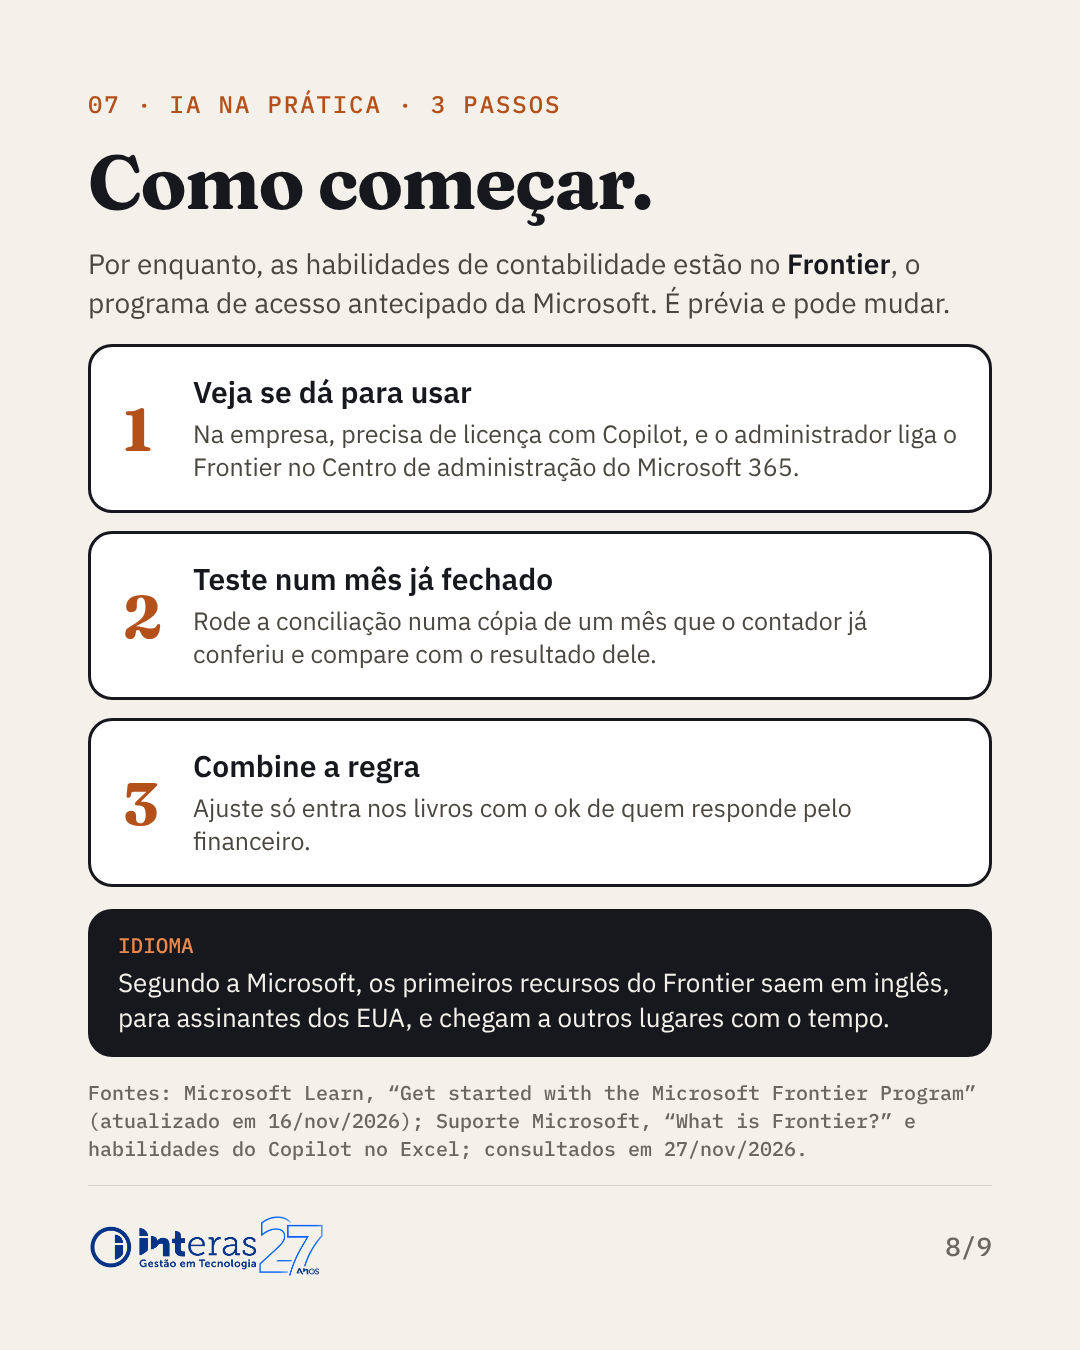 07 · IA NA PRÁTICA · 3 PASSOS
Como começar.
Por enquanto, as habilidades de contabilidade estão no Frontier, o
programa de acesso antecipado da Microsoft. É prévia e pode mudar.
1
Veja se dá para usar
Na empresa, precisa de licença com Copilot, e o administrador liga o
Frontier no Centro de administração do Microsoft 365.
2
Teste num mês já fechado
Rode a conciliação numa cópia de um mês que o contador já
conferiu e compare com o resultado dele.
3
Combine a regra
Ajuste só entra nos livros com o ok de quem responde pelo
financeiro.
IDIOMA
Segundo a Microsoft, os primeiros recursos do Frontier saem em inglês,
para assinantes dos EUA, e chegam a outros lugares com o tempo.
Fontes: Microsoft Learn, “Get started with the Microsoft Frontier Program”
(atualizado em 16/nov/2026); Suporte Microsoft, “What is Frontier?” e
habilidades do Copilot no Excel; consultados em 27/nov/2026.
interas 27
Gestão em Tecnologia ANOS
8/9